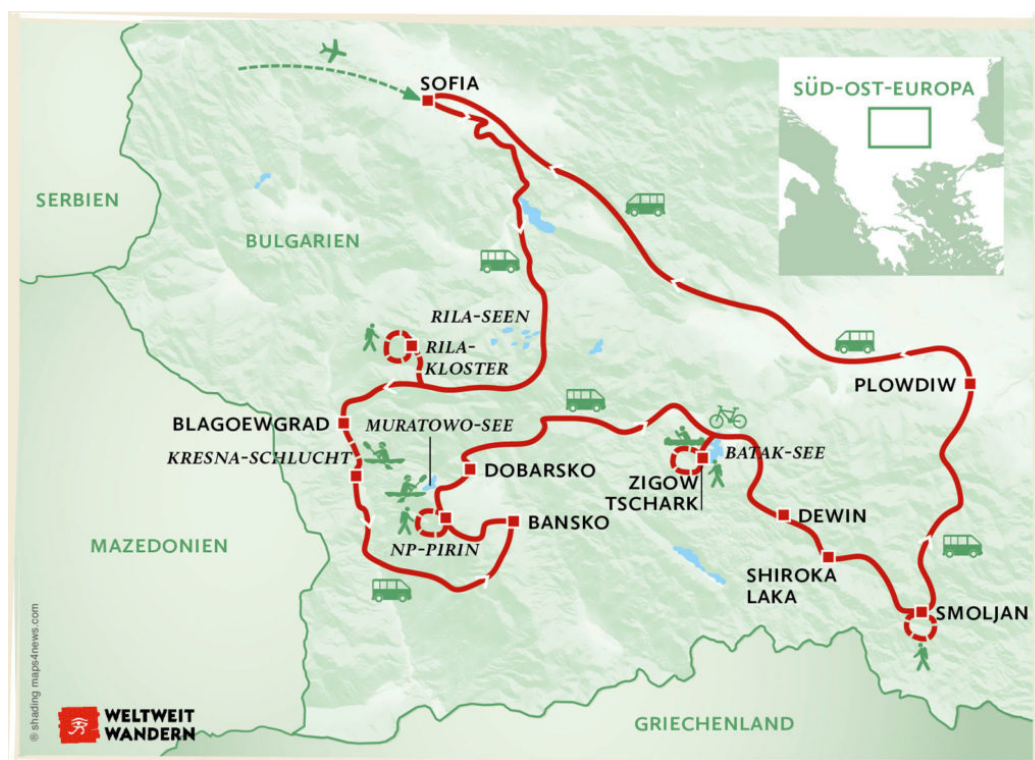 SOFIA
SÜD-OST-EUROPA
SERBIEN
BULGARIEN
RILA-SEEN
RILA-
KLOSTER
PLOWDIW
BLAGOEWGRAD
MURATOWO-SEE
KRESNA-SCHLUCHT
DOBARSKO
BATAK-SEE
ZIGOW
TSCHARK
DEWIN
BANSKO
MAZEDONIEN
NP-PIRIN
SHIROKA
LAKA
SMOLJAN
GRIECHENLAND
® shading maps4news.com
WELTWEIT
WANDERN